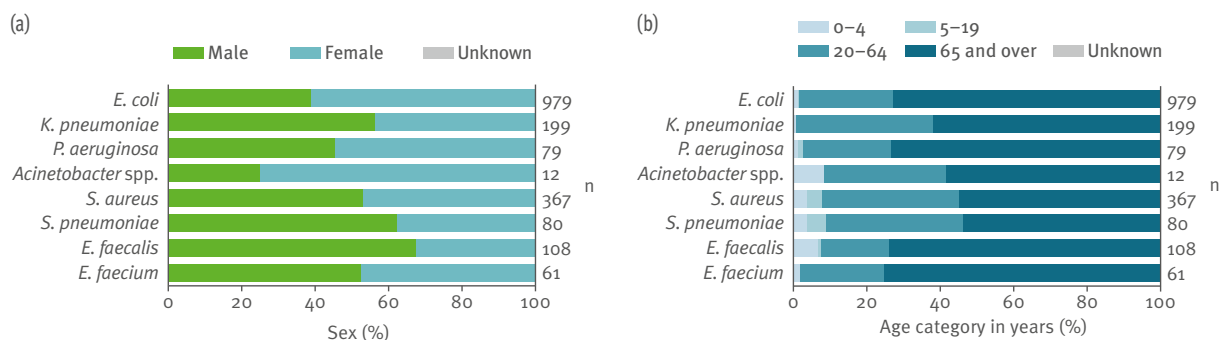 (a)
Male Female Unknown
E. coli 979
K. pneumoniae 199
P. aeruginosa 79
Acinetobacter spp. 12
S. aureus 367
S. pneumoniae 80
E. faecalis 108
E. faecium 61
n
0 20 40 60 80 100
Sex (%)
(b)
0–4 5–19
20–64 65 and over Unknown
E. coli 979
K. pneumoniae 199
P. aeruginosa 79
Acinetobacter spp. 12
S. aureus 367
S. pneumoniae 80
E. faecalis 108
E. faecium 61
n
0 20 40 60 80 100
Age category in years (%)